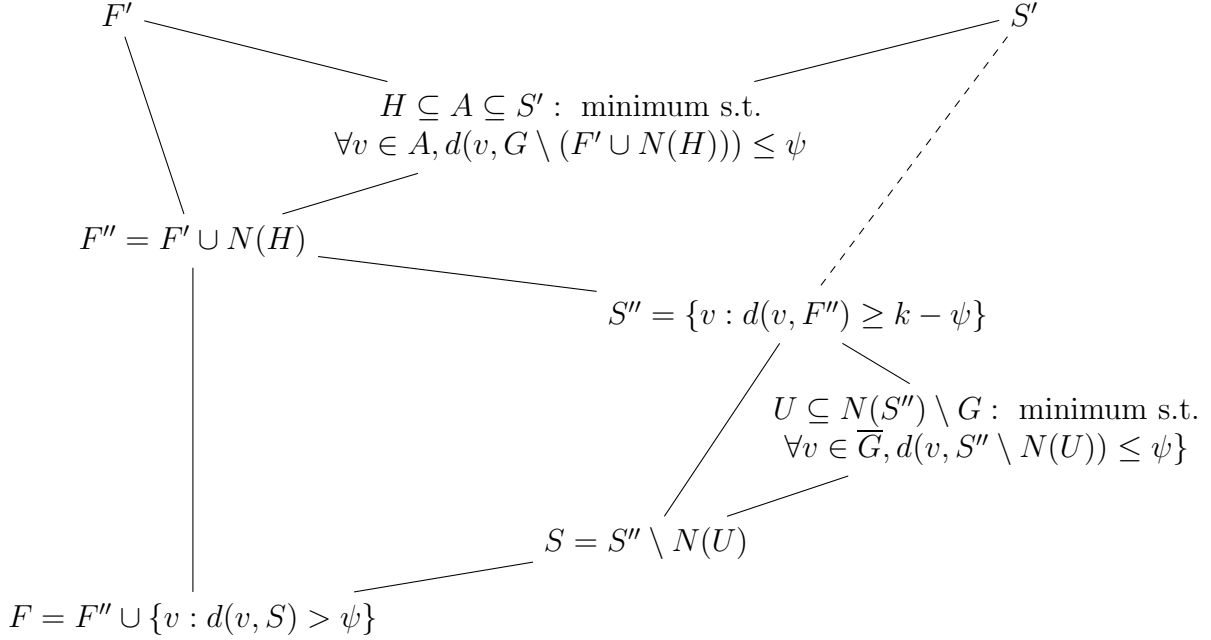 F′
S′
H ⊆ A ⊆ S′ : minimum s.t.
∀v ∈ A, d(v, G \ (F′ ∪ N(H))) ≤ ψ
F′′ = F′ ∪ N(H)
S′′ = {v : d(v, F′′) ≥ k − ψ}
U ⊆ N(S′′) \ G : minimum s.t.
∀v ∈ G̅, d(v, S′′ \ N(U)) ≤ ψ}
S = S′′ \ N(U)
F = F′′ ∪ {v : d(v, S) > ψ}